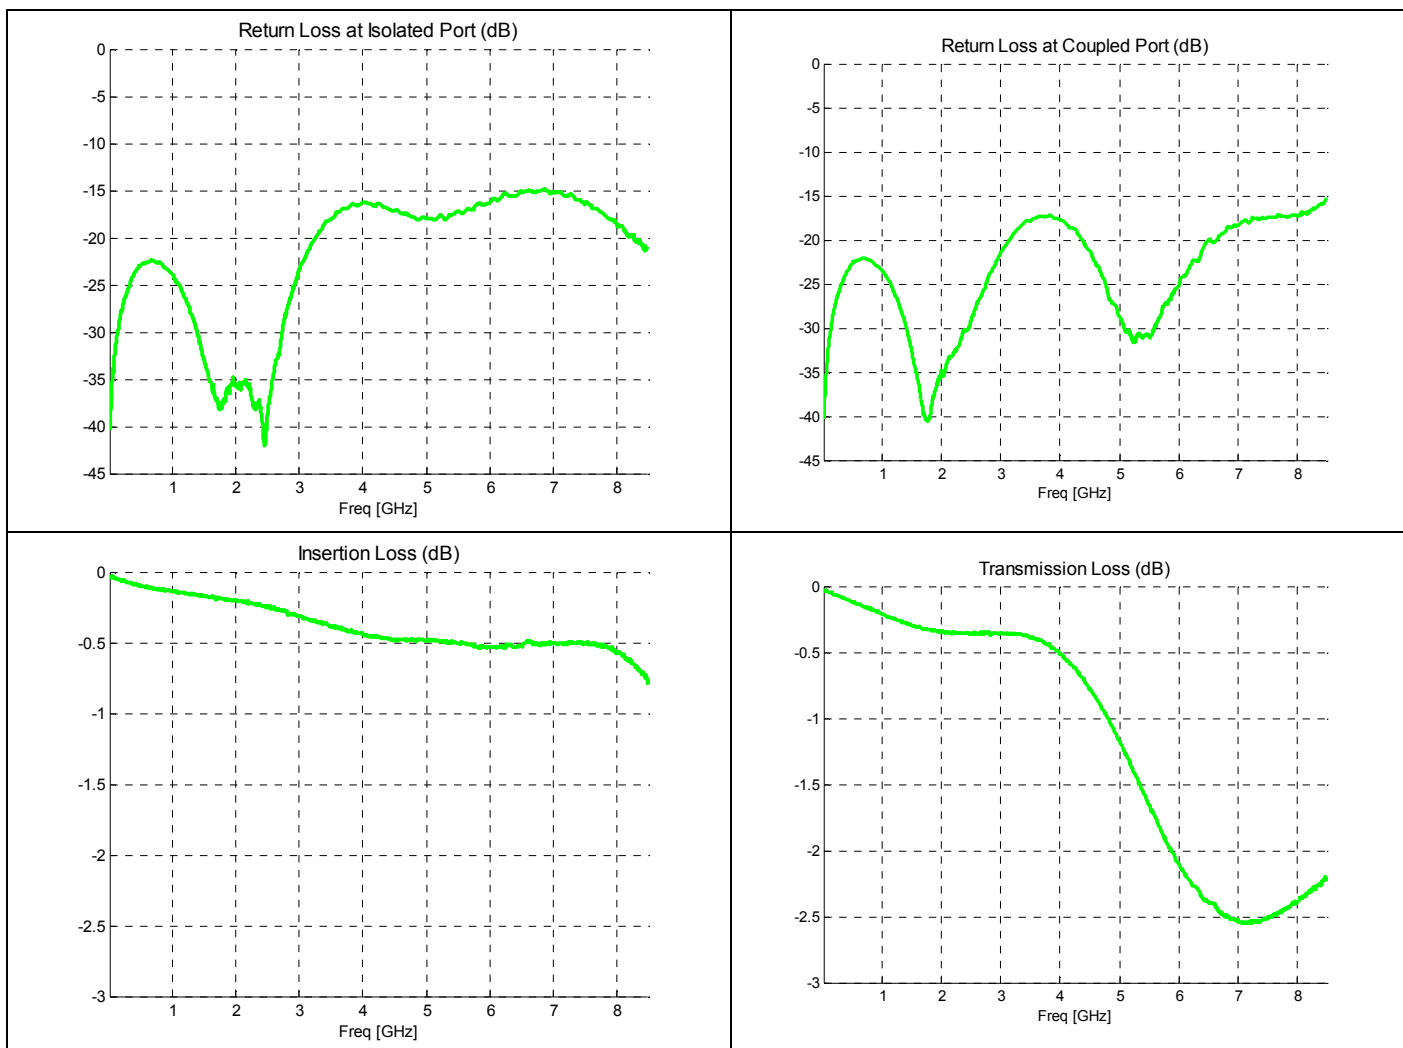 Return Loss at Isolated Port (dB)
0
-5
-10
-15
-20
-25
-30
-35
-40
-45
1 2 3 4 5 6 7 8
Freq [GHz]
Return Loss at Coupled Port (dB)
0
-5
-10
-15
-20
-25
-30
-35
-40
-45
1 2 3 4 5 6 7 8
Freq [GHz]
Insertion Loss (dB)
0
-0.5
-1
-1.5
-2
-2.5
-3
1 2 3 4 5 6 7 8
Freq [GHz]
Transmission Loss (dB)
0
-0.5
-1
-1.5
-2
-2.5
-3
1 2 3 4 5 6 7 8
Freq [GHz]